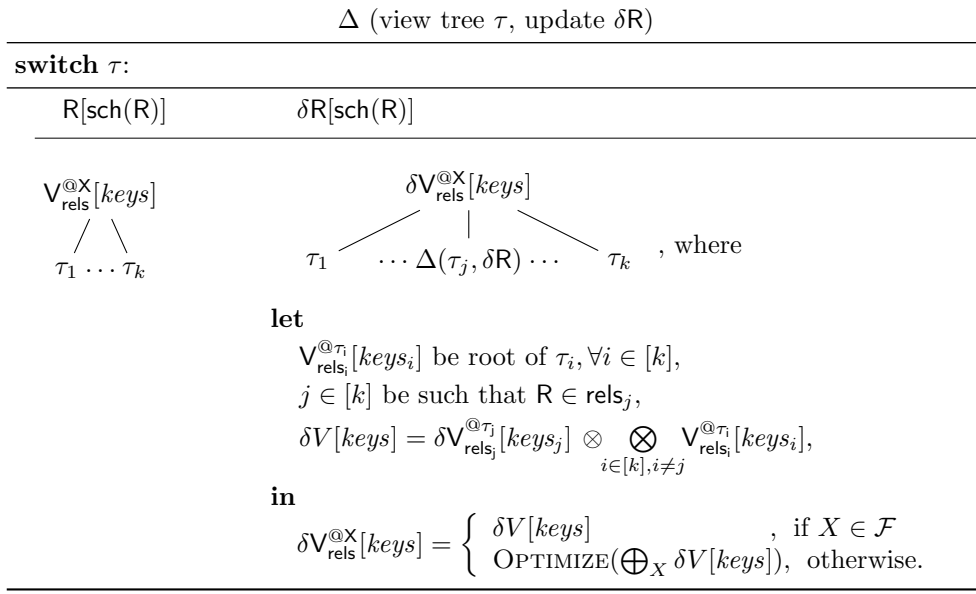 Δ (view tree τ, update δR)
switch τ:
R[sch(R)] δR[sch(R)]
V^{@X}_{rels}[keys] δV^{@X}_{rels}[keys]
τ_1 ⋯ τ_k τ_1 ⋯ Δ(τ_j, δR) ⋯ τ_k , where
let
V^{@τ_i}_{rels_i}[keys_i] be root of τ_i, ∀i ∈ [k],
j ∈ [k] be such that R ∈ rels_j,
δV[keys] = δV^{@τ_j}_{rels_j}[keys_j] ⊗ ⨂_{i∈[k],i≠j} V^{@τ_i}_{rels_i}[keys_i],
in
δV^{@X}_{rels}[keys] = { δV[keys] , if X ∈ ℱ
OPTIMIZE(⨁_X δV[keys]), otherwise.